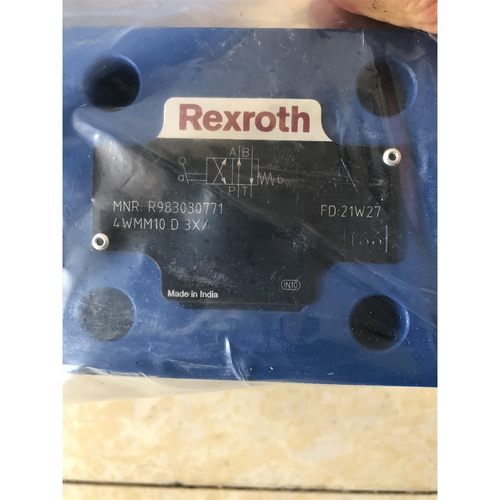 Rexroth
A B
a b
P T
MNR: R983030771
FD:21W27
4WMM10 D 3X/
Made in India
IN10